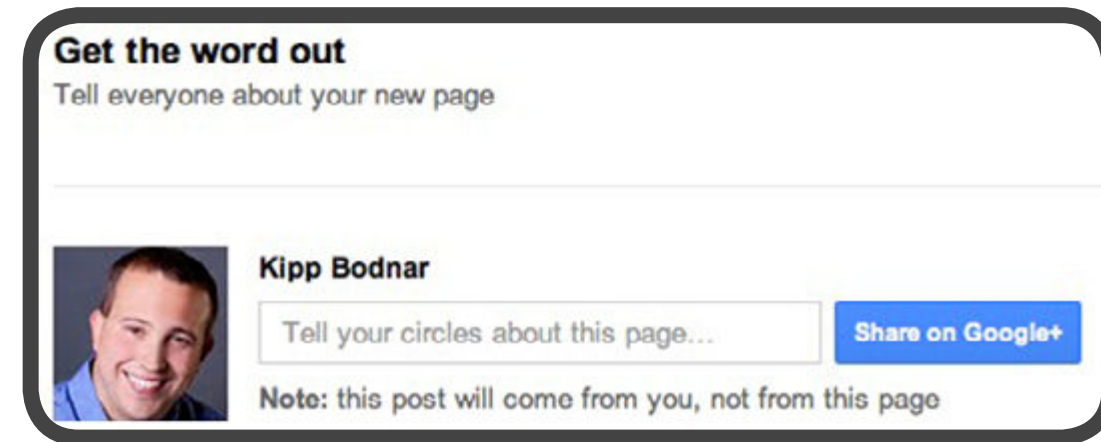 Get the word out
Tell everyone about your new page
Kipp Bodnar
Tell your circles about this page...
Share on Google+
Note: this post will come from you, not from this page